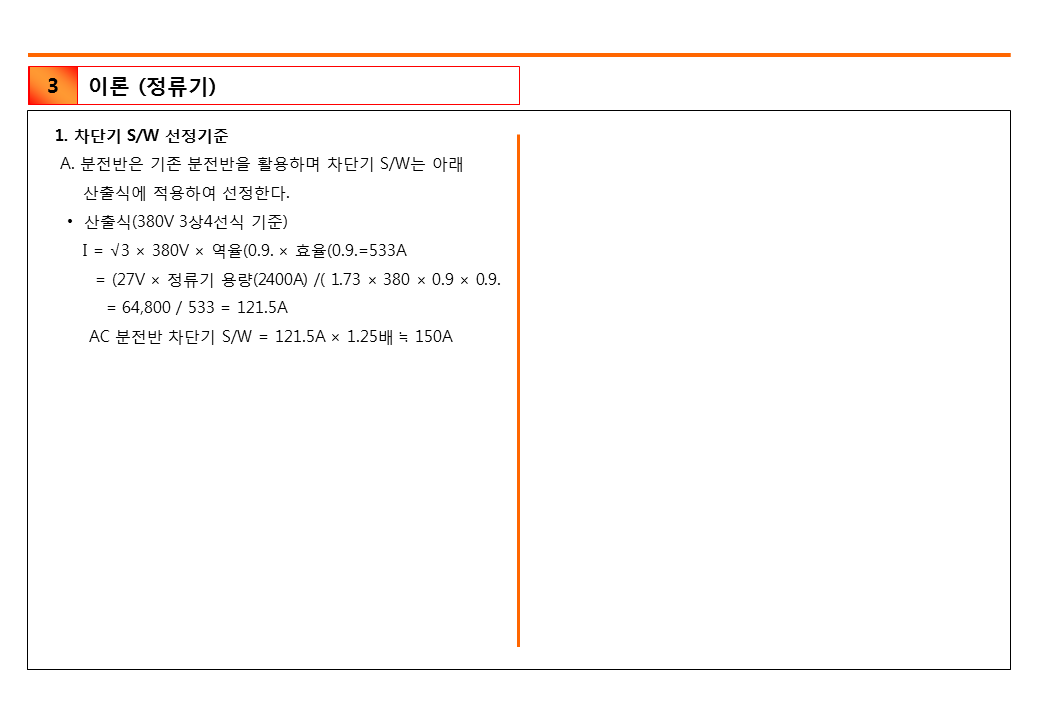 3
이론 (정류기)
1. 차단기 S/W 선정기준
A. 분전반은 기존 분전반을 활용하며 차단기 S/W는 아래
산출식에 적용하여 선정한다.
• 산출식(380V 3상4선식 기준)
I = √3 × 380V × 역율(0.9. × 효율(0.9.=533A
= (27V × 정류기 용량(2400A) /( 1.73 × 380 × 0.9 × 0.9.
= 64,800 / 533 = 121.5A
AC 분전반 차단기 S/W = 121.5A × 1.25배 ≒ 150A